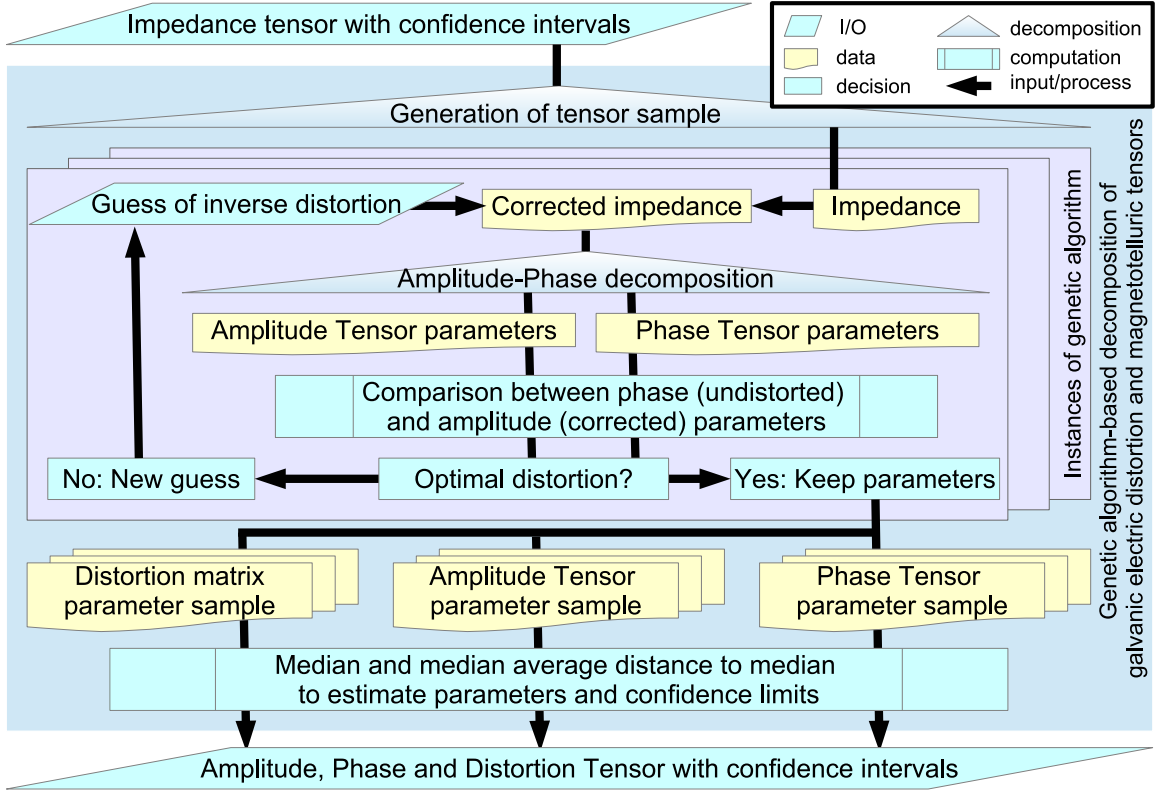 Impedance tensor with confidence intervals
I/O
data
decision
decomposition
computation
input/process
Generation of tensor sample
Guess of inverse distortion
Corrected impedance
Impedance
Amplitude-Phase decomposition
Amplitude Tensor parameters
Phase Tensor parameters
Comparison between phase (undistorted)
and amplitude (corrected) parameters
No: New guess
Optimal distortion?
Yes: Keep parameters
Instances of genetic algorithm
Genetic algorithm-based decomposition of
galvanic electric distortion and magnetotelluric tensors
Distortion matrix
parameter sample
Amplitude Tensor
parameter sample
Phase Tensor
parameter sample
Median and median average distance to median
to estimate parameters and confidence limits
Amplitude, Phase and Distortion Tensor with confidence intervals